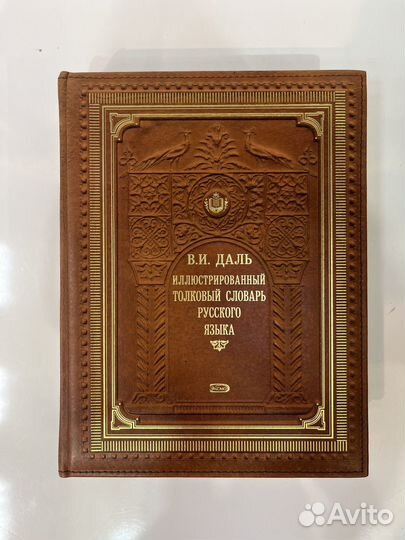 В.И. ДАЛЬ
ИЛЛЮСТРИРОВАННЫЙ
ТОЛКОВЫЙ СЛОВАРЬ
РУССКОГО
ЯЗЫКА
Avito